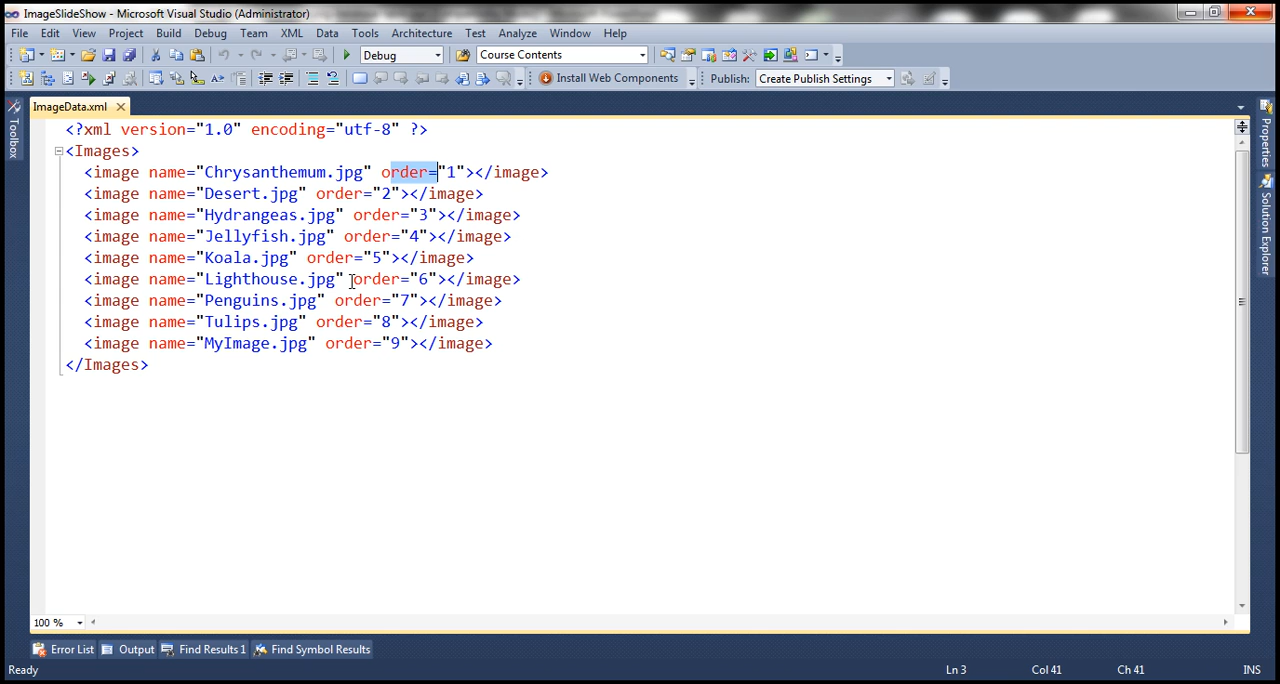 ImageSlideShow - Microsoft Visual Studio (Administrator)
File Edit View Project Build Debug Team XML Data Tools Architecture Test Analyze Window Help
Debug Course Contents
Install Web Components Publish: Create Publish Settings
ImageData.xml
Toolbox
Properties
Solution Explorer
<?xml version="1.0" encoding="utf-8" ?>
<Images>
<image name="Chrysanthemum.jpg" order="1"></image>
<image name="Desert.jpg" order="2"></image>
<image name="Hydrangeas.jpg" order="3"></image>
<image name="Jellyfish.jpg" order="4"></image>
<image name="Koala.jpg" order="5"></image>
<image name="Lighthouse.jpg" order="6"></image>
<image name="Penguins.jpg" order="7"></image>
<image name="Tulips.jpg" order="8"></image>
<image name="MyImage.jpg" order="9"></image>
</Images>
100 %
Error List Output Find Results 1 Find Symbol Results
Ready Ln 3 Col 41 Ch 41 INS